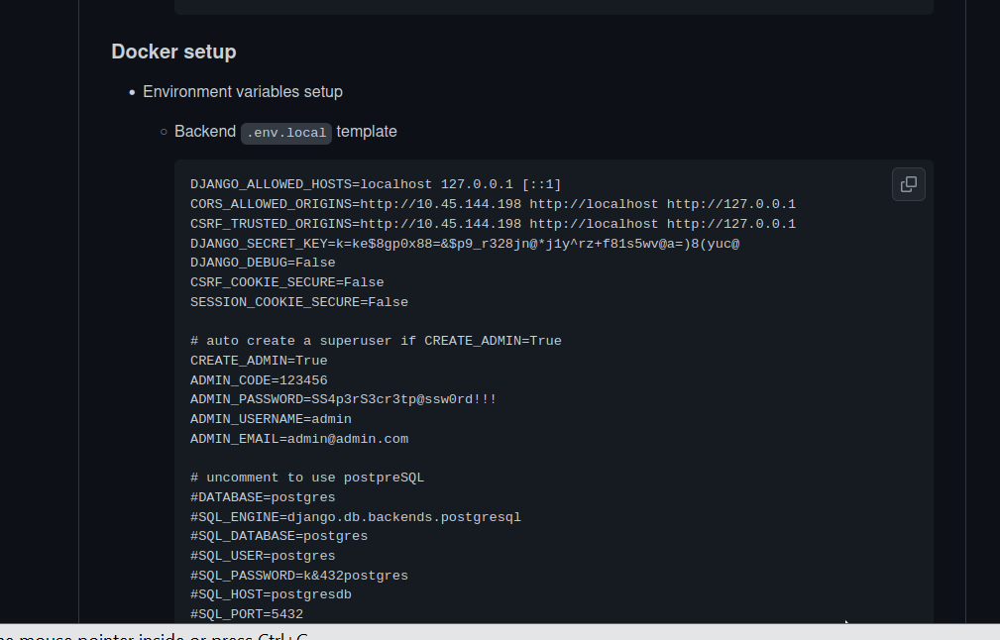 Docker setup
Environment variables setup
Backend .env.local template
DJANGO_ALLOWED_HOSTS=localhost 127.0.0.1 [::1]
CORS_ALLOWED_ORIGINS=http://10.45.144.198 http://localhost http://127.0.0.1
CSRF_TRUSTED_ORIGINS=http://10.45.144.198 http://localhost http://127.0.0.1
DJANGO_SECRET_KEY=k=ke$8gp0x88=&$p9_r328jn@*j1y^rz+f81s5wv@a=)8(yuc@
DJANGO_DEBUG=False
CSRF_COOKIE_SECURE=False
SESSION_COOKIE_SECURE=False
# auto create a superuser if CREATE_ADMIN=True
CREATE_ADMIN=True
ADMIN_CODE=123456
ADMIN_PASSWORD=SS4p3rS3cr3tp@ssw0rd!!!
ADMIN_USERNAME=admin
ADMIN_EMAIL=admin@admin.com
# uncomment to use postpreSQL
#DATABASE=postgres
#SQL_ENGINE=django.db.backends.postgresql
#SQL_DATABASE=postgres
#SQL_USER=postgres
#SQL_PASSWORD=k&432postgres
#SQL_HOST=postgresdb
#SQL_PORT=5432
mouse pointer inside or press Ctrl+C